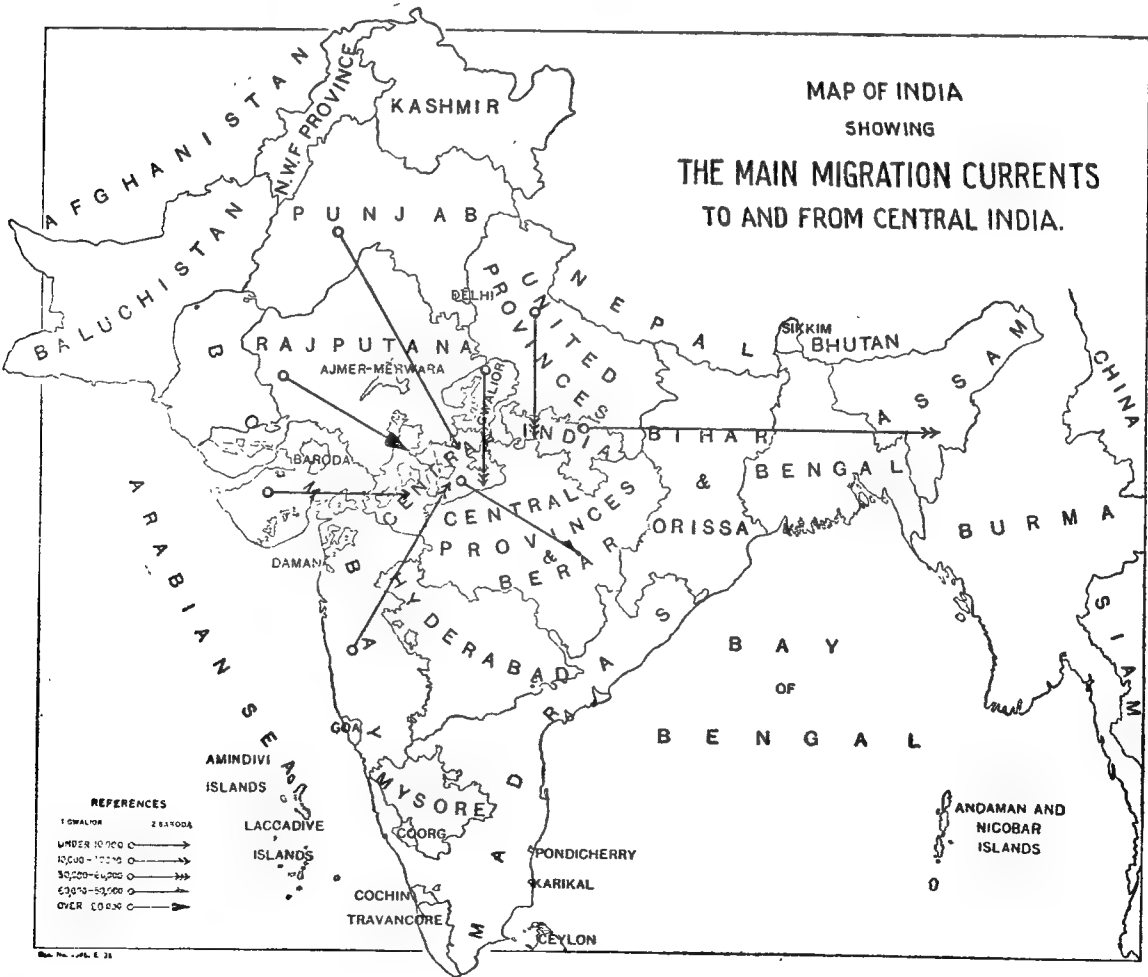 MAP OF INDIA
SHOWING
THE MAIN MIGRATION CURRENTS
TO AND FROM CENTRAL INDIA.
AFGHANISTAN
N.W.F. PROVINCE
KASHMIR
PUNJAB
BALUCHISTAN
DELHI
UNITED
PROVINCES
NEPAL
SIKKIM
BHUTAN
ASSAM
CHINA
RAJPUTANA
AJMER-MERWARA
GWALIOR
CENTRAL
INDIA
BIHAR
&
ORISSA
BENGAL
BURMA
SIAM
BARODA
DAMAN
BOMBAY
CENTRAL
PROVINCES
&
BERAR
HYDERABAD
ARABIAN SEA
BAY
OF
BENGAL
GOA
MYSORE
COORG
MADRAS
AMINDIVI
ISLANDS
LACCADIVE
ISLANDS
PONDICHERRY
KARIKAL
COCHIN
TRAVANCORE
CEYLON
ANDAMAN AND
NICOBAR
ISLANDS
REFERENCES
1 GWALIOR 2 BARODA
UNDER 10,000